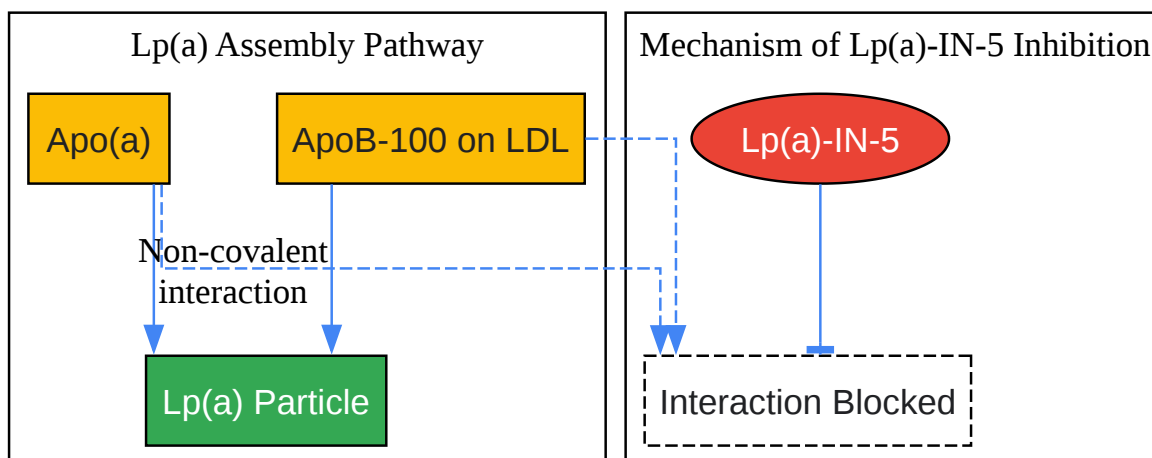 Lp(a) Assembly Pathway
Apo(a)
ApoB-100 on LDL
Non-covalent
interaction
Lp(a) Particle
Mechanism of Lp(a)-IN-5 Inhibition
Lp(a)-IN-5
Interaction Blocked